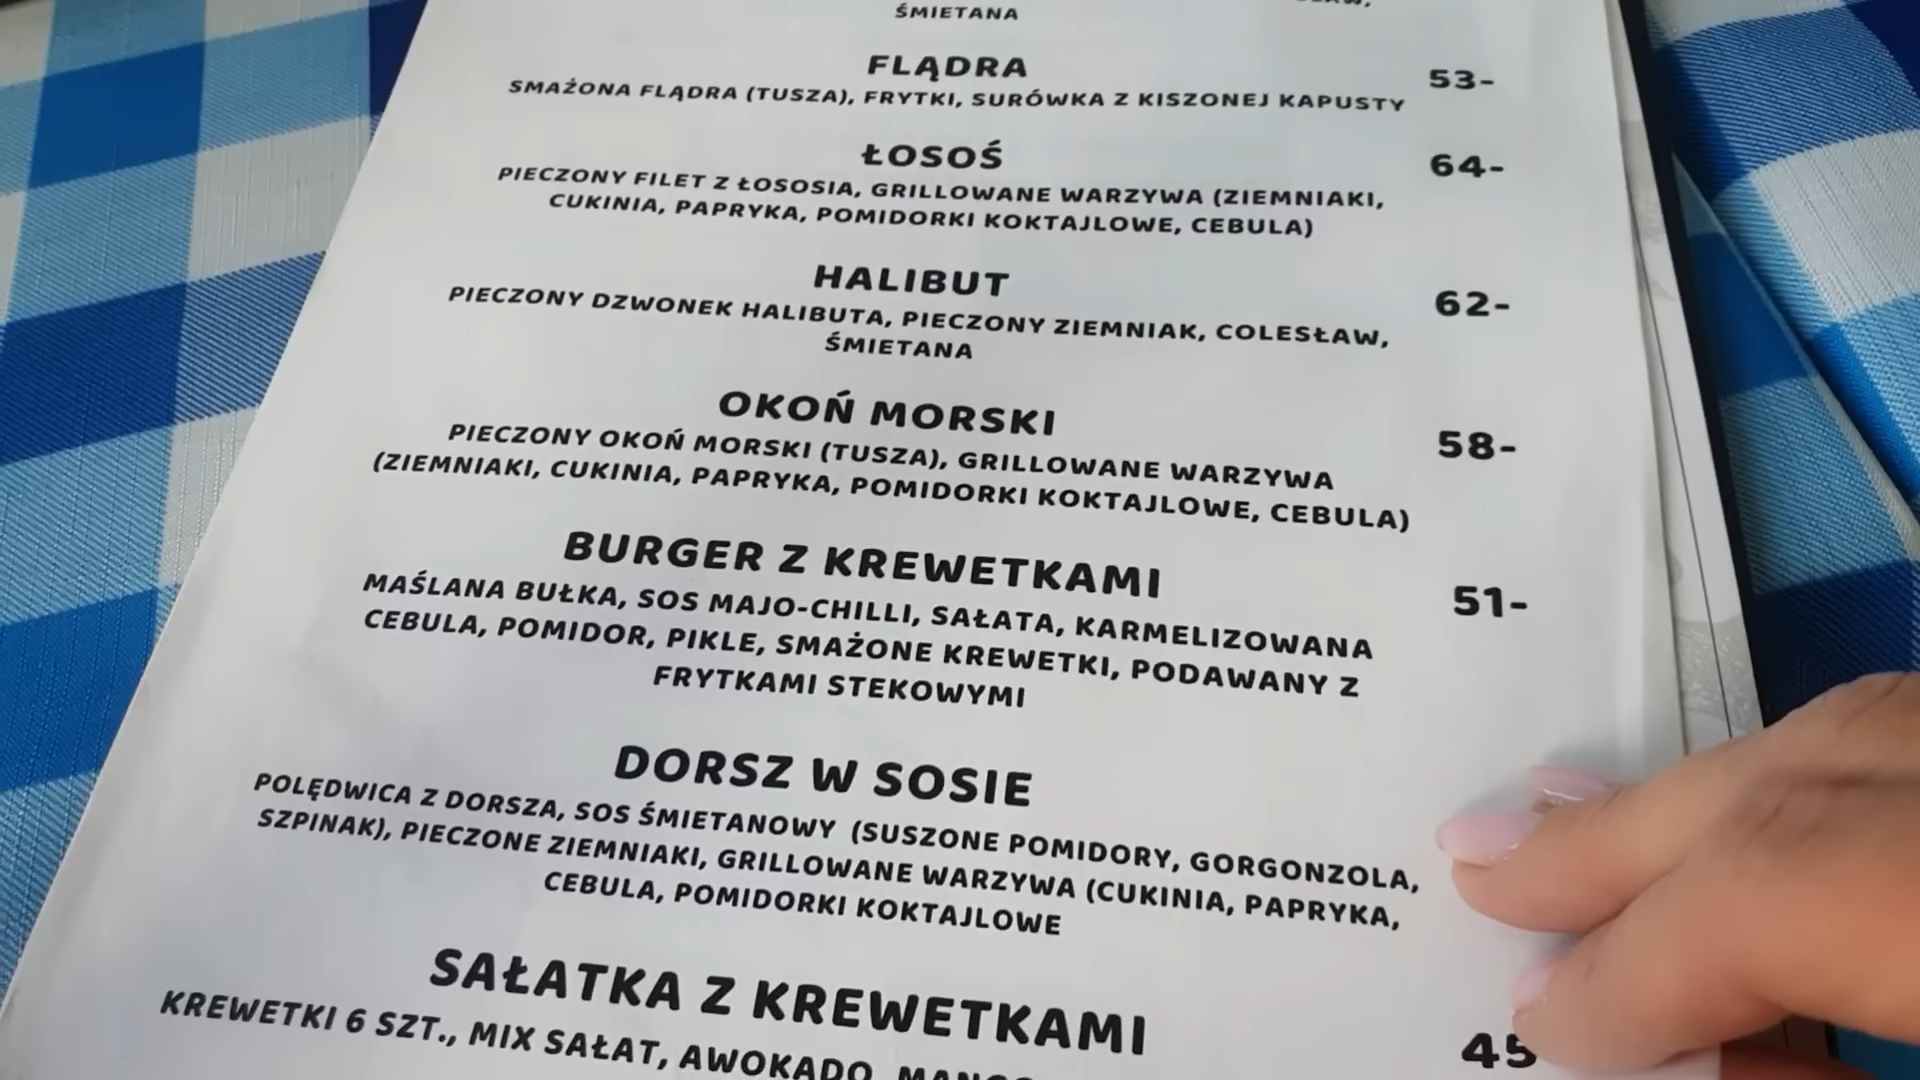 ŚMIETANA
FLĄDRA 53-
SMAŻONA FLĄDRA (TUSZA), FRYTKI, SURÓWKA Z KISZONEJ KAPUSTY
ŁOSOŚ 64-
PIECZONY FILET Z ŁOSOSIA, GRILLOWANE WARZYWA (ZIEMNIAKI,
CUKINIA, PAPRYKA, POMIDORKI KOKTAJLOWE, CEBULA)
HALIBUT 62-
PIECZONY DZWONEK HALIBUTA, PIECZONY ZIEMNIAK, COLESŁAW,
ŚMIETANA
OKOŃ MORSKI 58-
PIECZONY OKOŃ MORSKI (TUSZA), GRILLOWANE WARZYWA
(ZIEMNIAKI, CUKINIA, PAPRYKA, POMIDORKI KOKTAJLOWE, CEBULA)
BURGER Z KREWETKAMI 51-
MAŚLANA BUŁKA, SOS MAJO-CHILLI, SAŁATA, KARMELIZOWANA
CEBULA, POMIDOR, PIKLE, SMAŻONE KREWETKI, PODAWANY Z
FRYTKAMI STEKOWYMI
DORSZ W SOSIE
POLĘDWICA Z DORSZA, SOS ŚMIETANOWY (SUSZONE POMIDORY, GORGONZOLA,
SZPINAK), PIECZONE ZIEMNIAKI, GRILLOWANE WARZYWA (CUKINIA, PAPRYKA,
CEBULA, POMIDORKI KOKTAJLOWE
SAŁATKA Z KREWETKAMI 45
KREWETKI 6 SZT., MIX SAŁAT, AWOKADO,